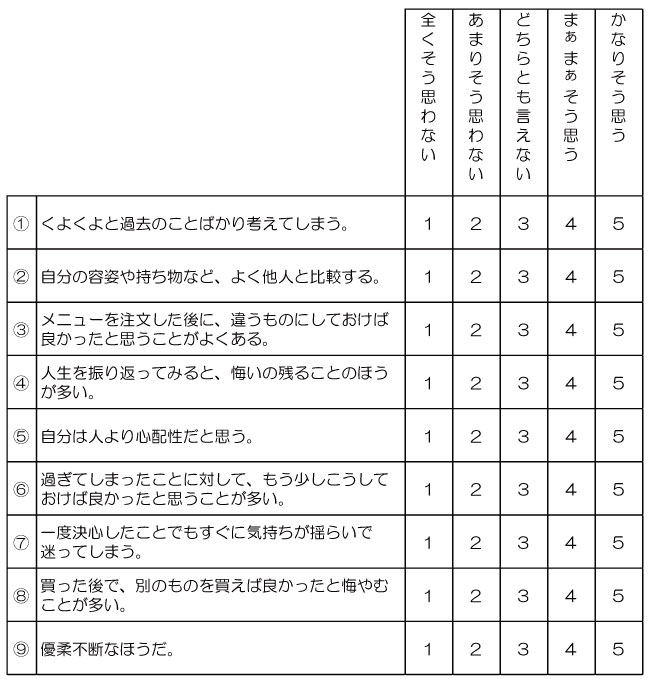 全くそう思わない
あまりそう思わない
どちらとも言えない
まぁまぁそう思う
かなりそう思う
① くよくよと過去のことばかり考えてしまう。 1 2 3 4 5
② 自分の容姿や持ち物など、よく他人と比較する。 1 2 3 4 5
③ メニューを注文した後に、違うものにしておけば
良かったと思うことがよくある。 1 2 3 4 5
④ 人生を振り返ってみると、悔いの残ることのほう
が多い。 1 2 3 4 5
⑤ 自分は人より心配性だと思う。 1 2 3 4 5
⑥ 過ぎてしまったことに対して、もう少しこうして
おけば良かったと思うことが多い。 1 2 3 4 5
⑦ 一度決心したことでもすぐに気持ちが揺らいで
迷ってしまう。 1 2 3 4 5
⑧ 買った後で、別のものを買えば良かったと悔やむ
ことが多い。 1 2 3 4 5
⑨ 優柔不断なほうだ。 1 2 3 4 5